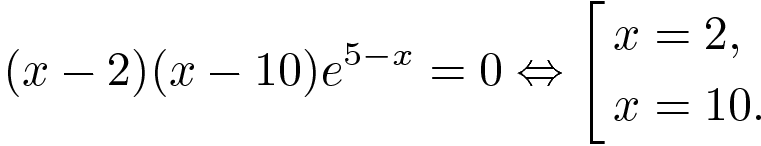 (x − 2)(x − 10)e^{5−x} = 0 ⇔ [ x = 2,
x = 10.